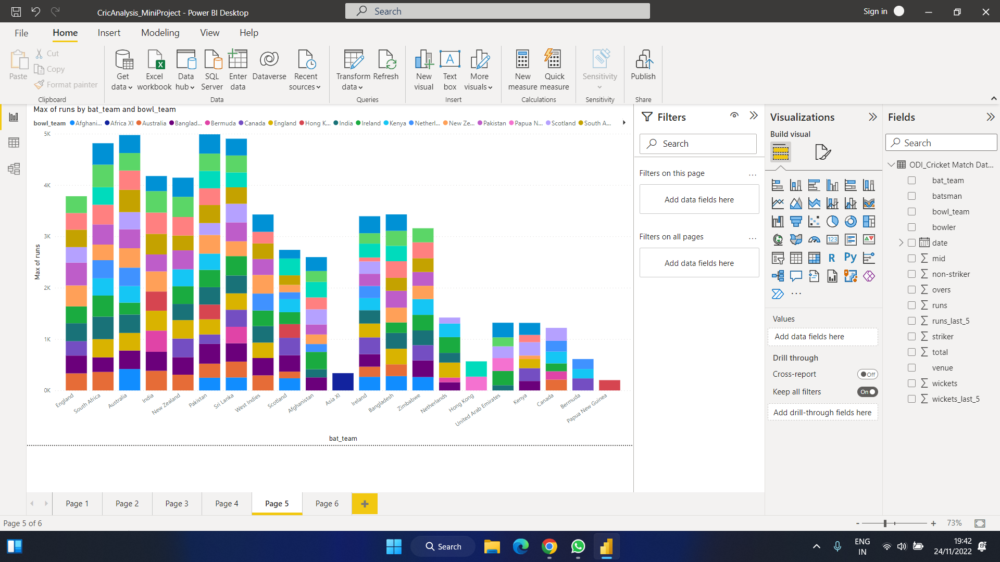 CricAnalysis_MiniProject - Power BI Desktop
Search
Sign in
File Home Insert Modeling View Help
Paste
Cut
Copy
Format painter
Clipboard
Get data
Excel workbook
Data hub
SQL Server
Enter data
Dataverse
Recent sources
Data
Transform data
Refresh
Queries
New visual
Text box
A
More visuals
Insert
New measure
Quick measure
Calculations
Sensitivity
Sensitivity
Publish
Share
Max of runs by bat_team and bowl_team
bowl_team Afghani... Africa XI Australia Banglad... Bermuda Canada England Hong K... India Ireland Kenya Netherl... New Ze... Pakistan Papua N... Scotland South A...
5K
4K
3K
2K
1K
0K
Max of runs
England
South Africa
Australia
India
New Zealand
Pakistan
Sri Lanka
West Indies
Scotland
Afghanistan
Asia XI
Ireland
Bangladesh
Zimbabwe
Netherlands
Hong Kong
United Arab Emirates
Kenya
Canada
Bermuda
Papua New Guinea
bat_team
Filters
Search
Filters on this page ...
Add data fields here
Filters on all pages ...
Add data fields here
Visualizations
Build visual
123
R
Py
...
Values
Add data fields here
Drill through
Cross-report Off
Keep all filters On
Add drill-through fields here
Fields
Search
ODI_Cricket Match Dat...
bat_team
batsman
bowl_team
bowler
date
∑ mid
∑ non-striker
∑ overs
∑ runs
∑ runs_last_5
∑ striker
∑ total
venue
∑ wickets
∑ wickets_last_5
Page 1 Page 2 Page 3 Page 4 Page 5 Page 6 +
Page 5 of 6
- + 73%
Search
ENG
IN
19:42
24/11/2022